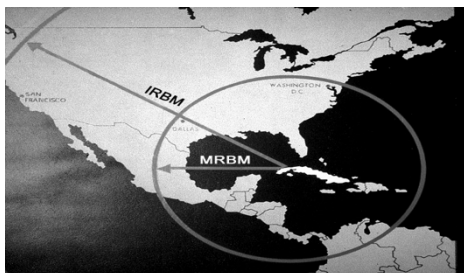 IRBM
WASHINGTON
D.C.
SAN
FRANCISCO
DALLAS
MRBM